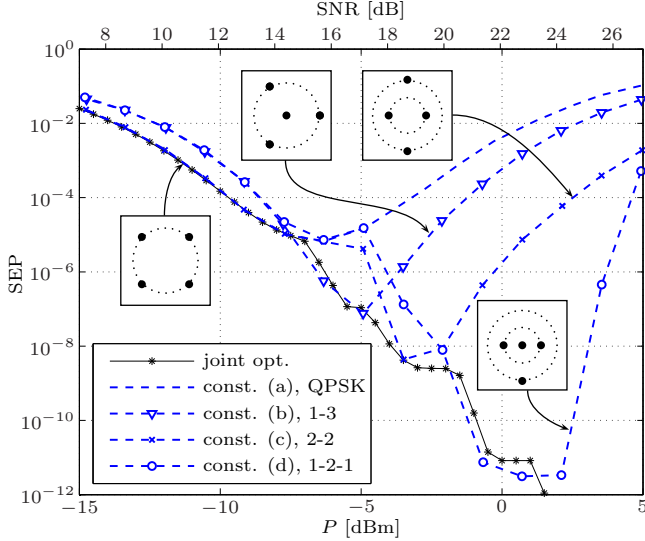 SNR [dB]
8 10 12 14 16 18 20 22 24 26
10^0
10^−2
10^−4
10^−6
10^−8
10^−10
10^−12
SEP
joint opt.
const. (a), QPSK
const. (b), 1-3
const. (c), 2-2
const. (d), 1-2-1
−15 −10 −5 0 5
P [dBm]